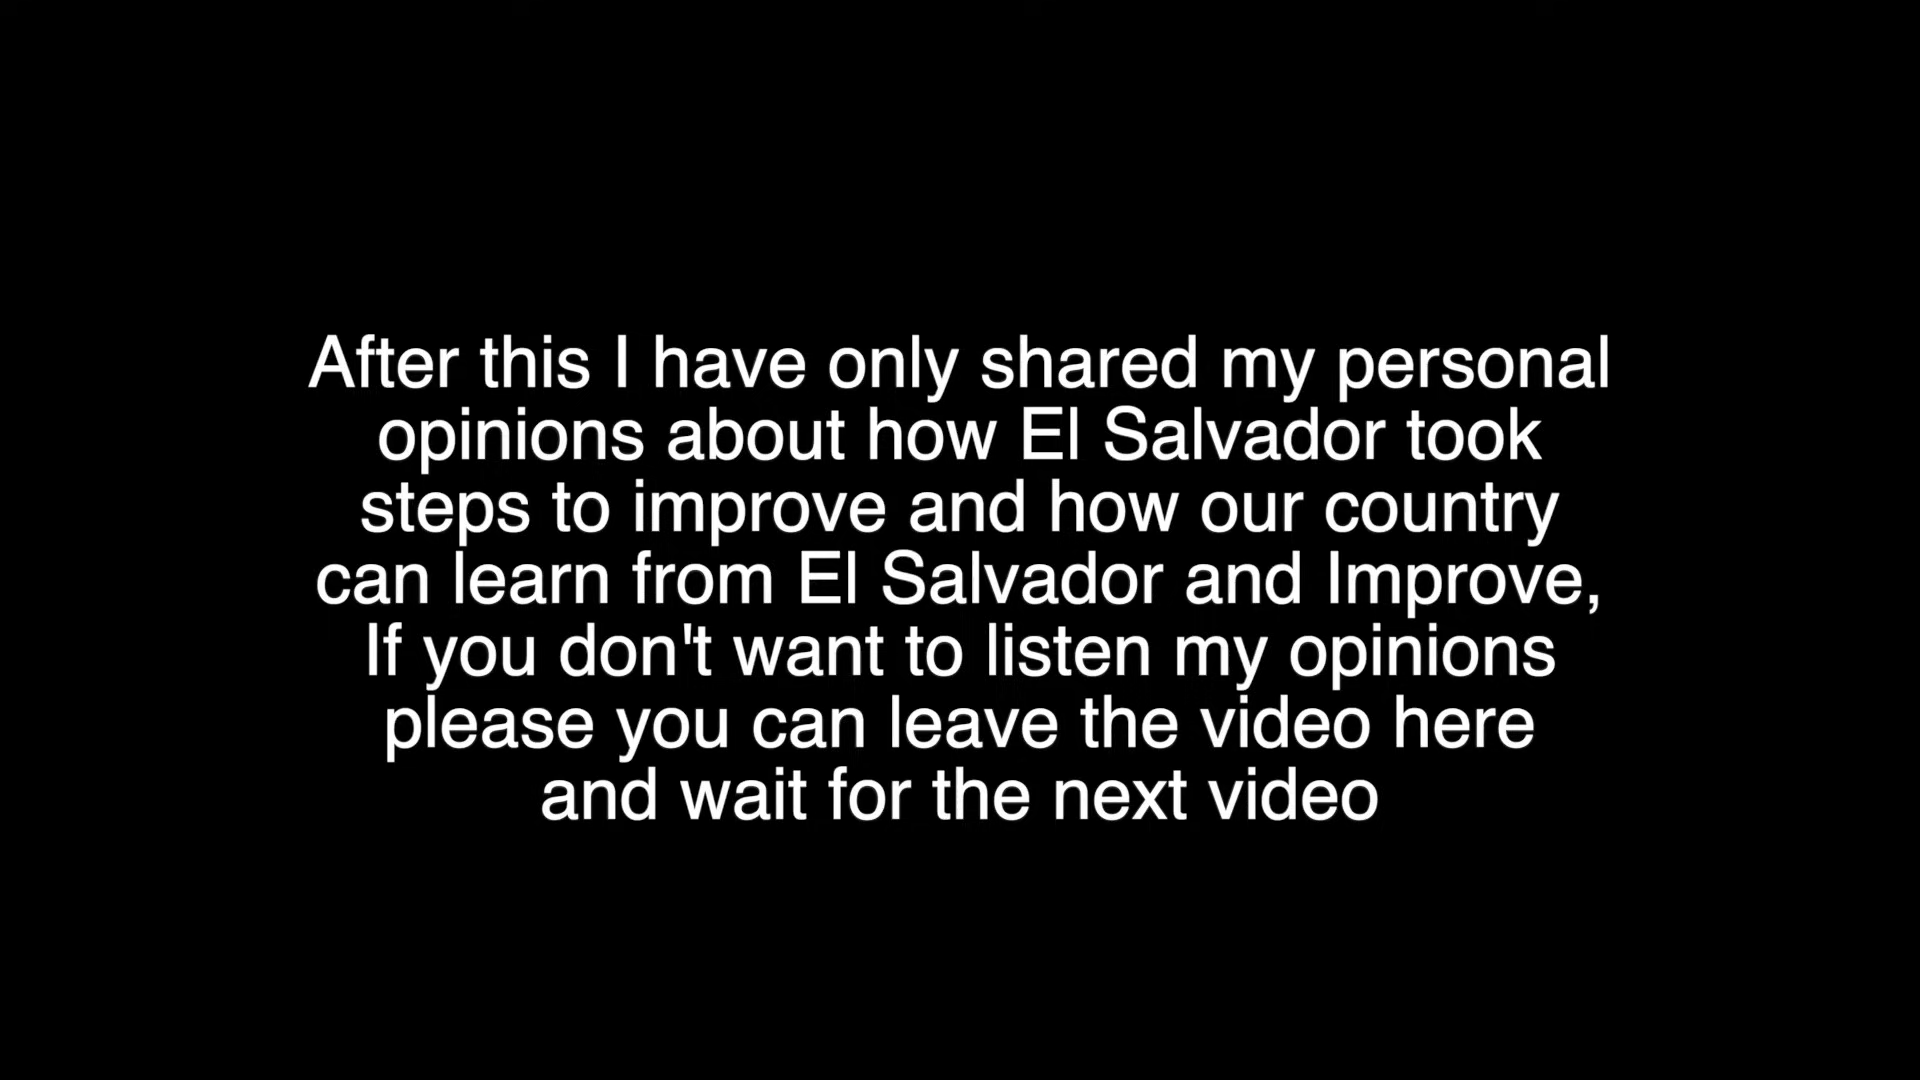 After this I have only shared my personal
opinions about how El Salvador took
steps to improve and how our country
can learn from El Salvador and Improve,
If you don't want to listen my opinions
please you can leave the video here
and wait for the next video